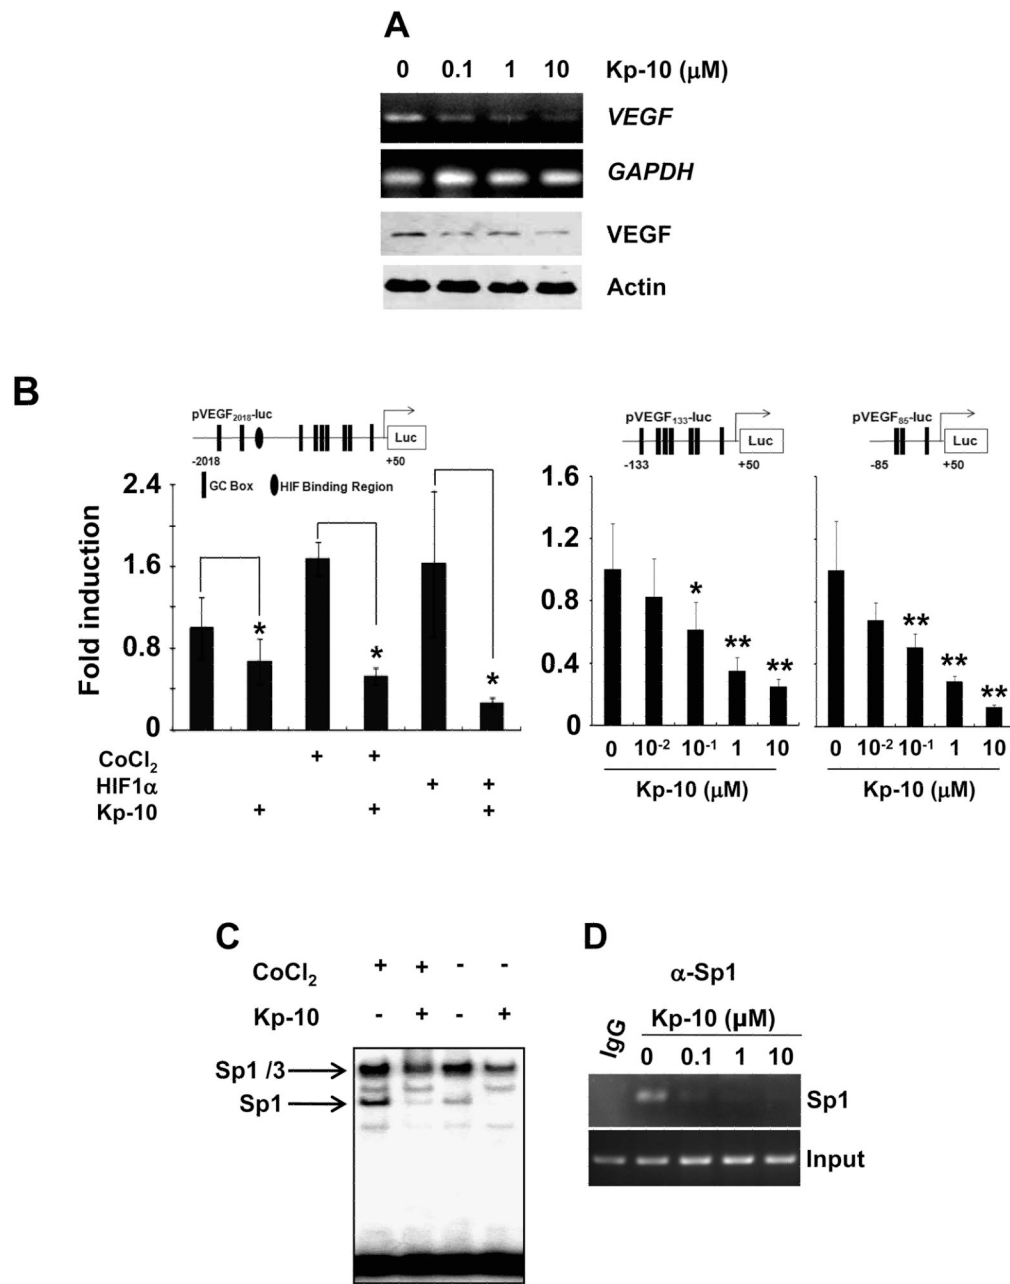 A
0 0.1 1 10 Kp-10 (μM)
VEGF
GAPDH
VEGF
Actin
B
pVEGF₂₀₁₈-luc
Luc
-2018 +50
GC Box HIF Binding Region
pVEGF₁₃₃-luc
Luc
-133 +50
pVEGF₈₅-luc
Luc
-85 +50
Fold induction
2.4
1.6
0.8
0
* * *
CoCl₂ + +
HIF1α + +
Kp-10 + + +
1.6
1.2
0.8
0.4
0
* ** **
0 10⁻² 10⁻¹ 1 10
Kp-10 (μM)
** ** **
0 10⁻² 10⁻¹ 1 10
Kp-10 (μM)
C
CoCl₂ + + - -
Kp-10 - + - +
Sp1 /3
Sp1
D
α-Sp1
IgG
Kp-10 (μM)
0 0.1 1 10
Sp1
Input